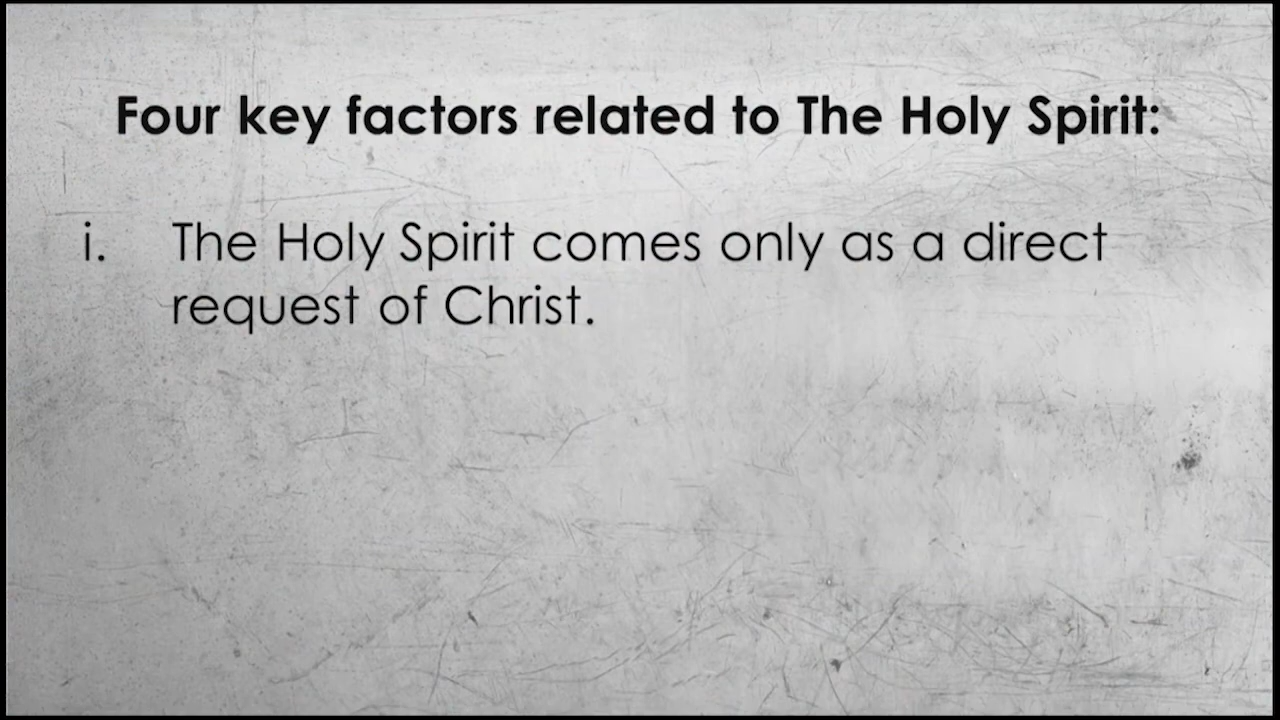 Four key factors related to The Holy Spirit:
i. The Holy Spirit comes only as a direct
request of Christ.